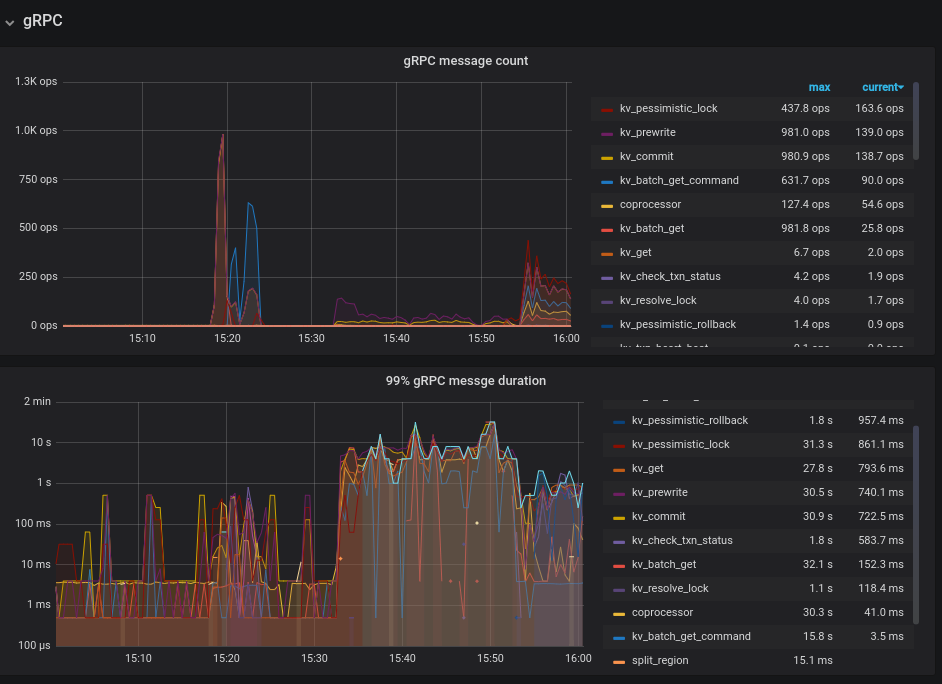 gRPC
gRPC message count
1.3K ops
1.0K ops
750 ops
500 ops
250 ops
0 ops
15:10 15:20 15:30 15:40 15:50 16:00
max current
kv_pessimistic_lock 437.8 ops 163.6 ops
kv_prewrite 981.0 ops 139.0 ops
kv_commit 980.9 ops 138.7 ops
kv_batch_get_command 631.7 ops 90.0 ops
coprocessor 127.4 ops 54.6 ops
kv_batch_get 981.8 ops 25.8 ops
kv_get 6.7 ops 2.0 ops
kv_check_txn_status 4.2 ops 1.9 ops
kv_resolve_lock 4.0 ops 1.7 ops
kv_pessimistic_rollback 1.4 ops 0.9 ops
99% gRPC messge duration
2 min
10 s
1 s
100 ms
10 ms
1 ms
100 μs
15:10 15:20 15:30 15:40 15:50 16:00
kv_pessimistic_rollback 1.8 s 957.4 ms
kv_pessimistic_lock 31.3 s 861.1 ms
kv_get 27.8 s 793.6 ms
kv_prewrite 30.5 s 740.1 ms
kv_commit 30.9 s 722.5 ms
kv_check_txn_status 1.8 s 583.7 ms
kv_batch_get 32.1 s 152.3 ms
kv_resolve_lock 1.1 s 118.4 ms
coprocessor 30.3 s 41.0 ms
kv_batch_get_command 15.8 s 3.5 ms
split_region 15.1 ms